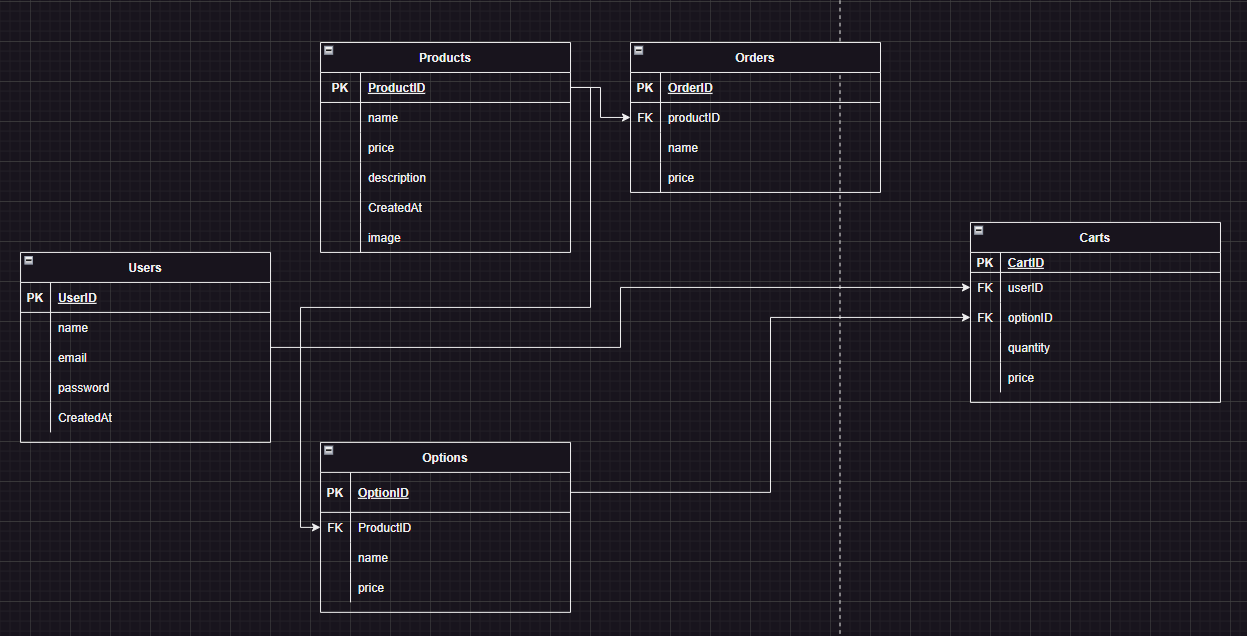 Products
PK ProductID
name
price
description
CreatedAt
image
Orders
PK OrderID
FK productID
name
price
Carts
PK CartID
FK userID
FK optionID
quantity
price
Users
PK UserID
name
email
password
CreatedAt
Options
PK OptionID
FK ProductID
name
price